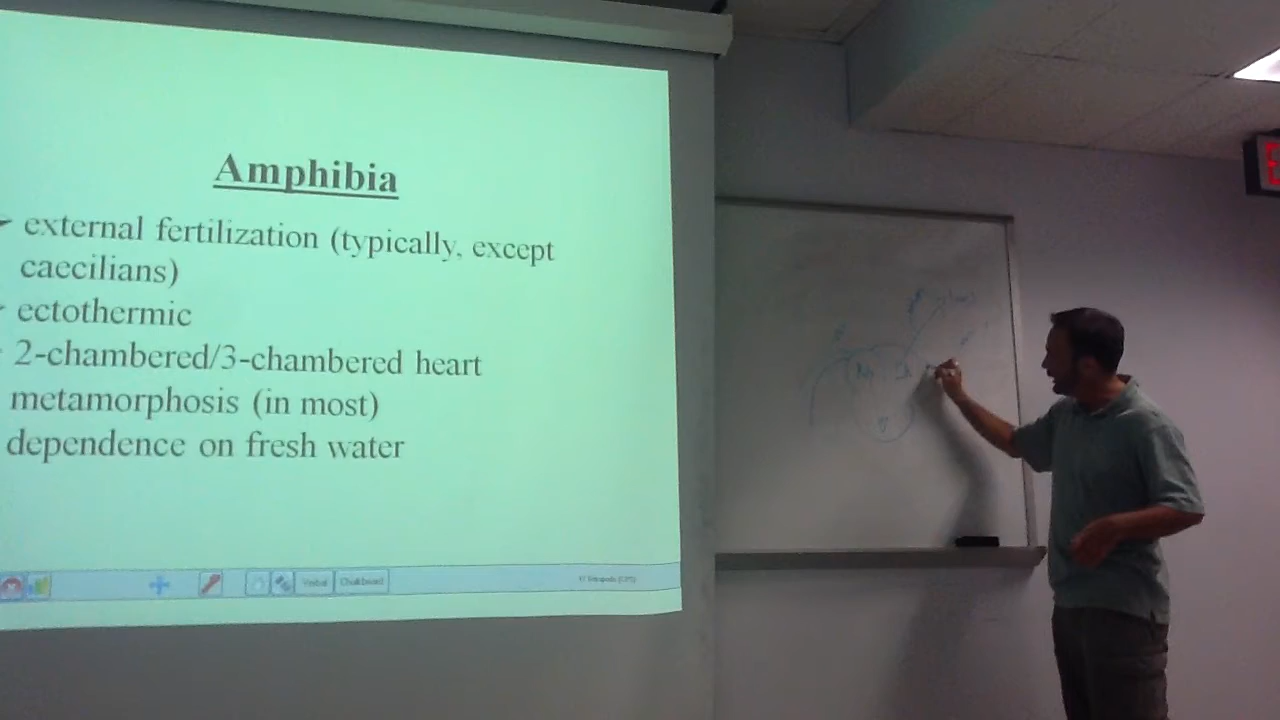 Amphibia
external fertilization (typically, except
caecilians)
ectothermic
2-chambered/3-chambered heart
metamorphosis (in most)
dependence on fresh water
Verbal
Chalkboard